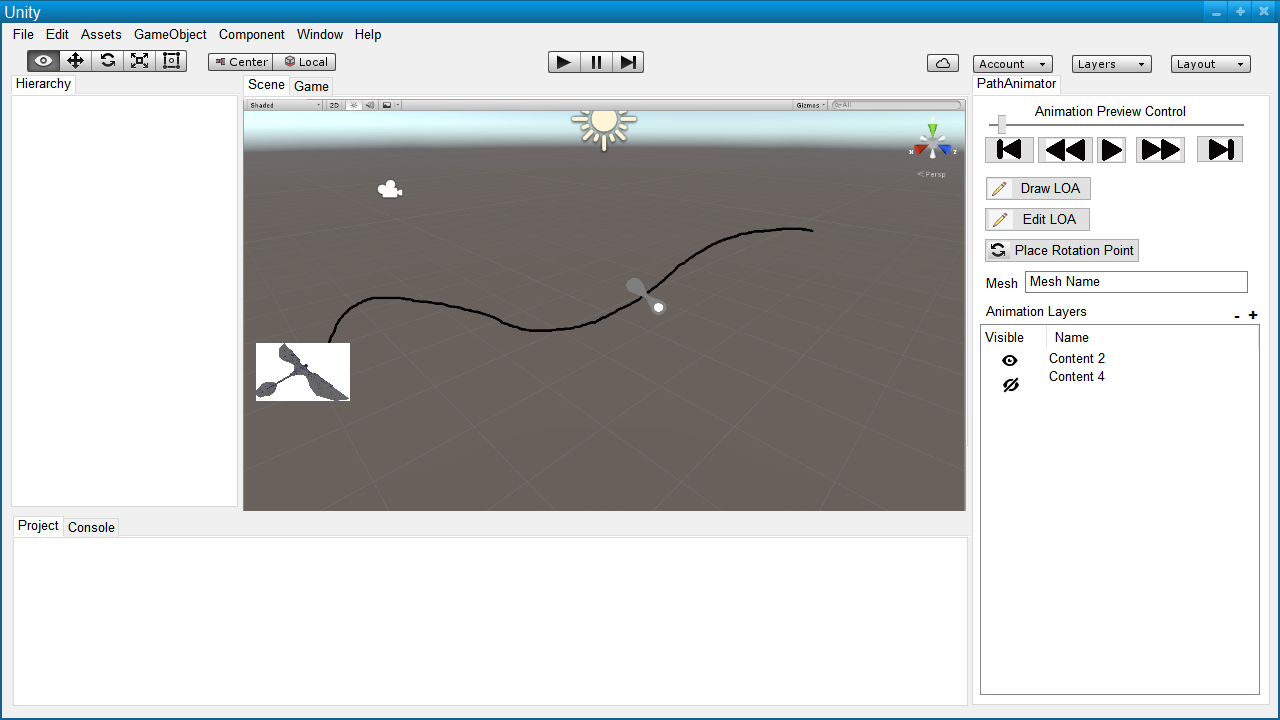 Unity
File Edit Assets GameObject Component Window Help
Center Local
Account Layers Layout
Hierarchy
Scene Game
PathAnimator
Shaded 2D Gizmos All
Animation Preview Control
x z
Persp
Draw LOA
Edit LOA
Place Rotation Point
Mesh Mesh Name
Animation Layers - +
Visible Name
Content 2
Content 4
Project Console